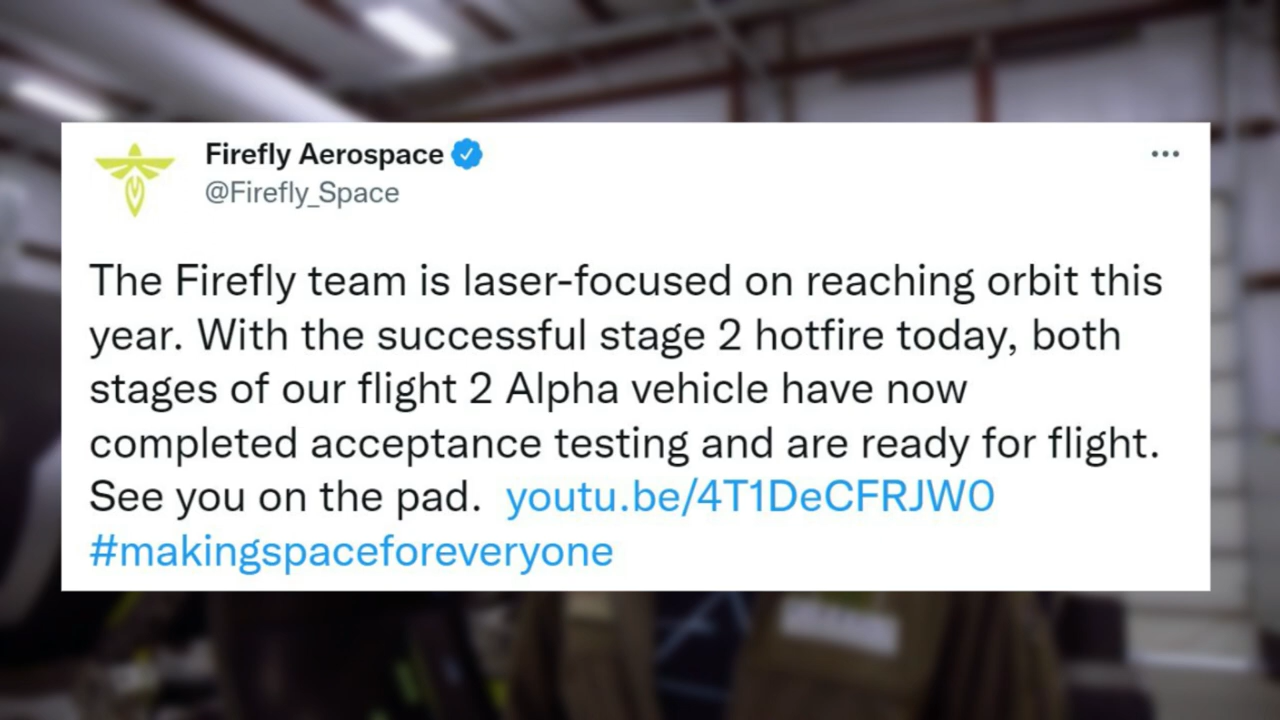 Firefly Aerospace
@Firefly_Space
The Firefly team is laser-focused on reaching orbit this
year. With the successful stage 2 hotfire today, both
stages of our flight 2 Alpha vehicle have now
completed acceptance testing and are ready for flight.
See you on the pad. youtu.be/4T1DeCFRJW0
#makingspaceforeveryone